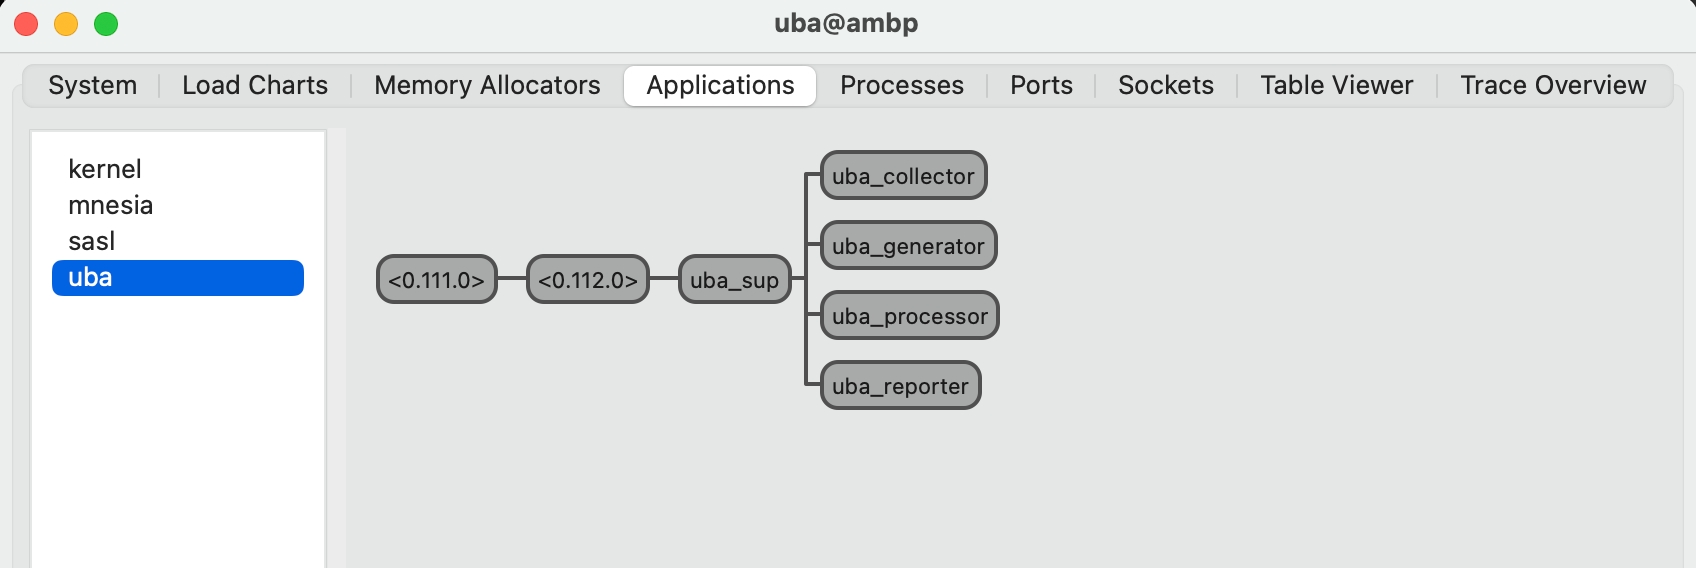 uba@ambp
System Load Charts Memory Allocators Applications Processes Ports Sockets Table Viewer Trace Overview
kernel
mnesia
sasl
uba
<0.111.0> <0.112.0> uba_sup
uba_collector
uba_generator
uba_processor
uba_reporter